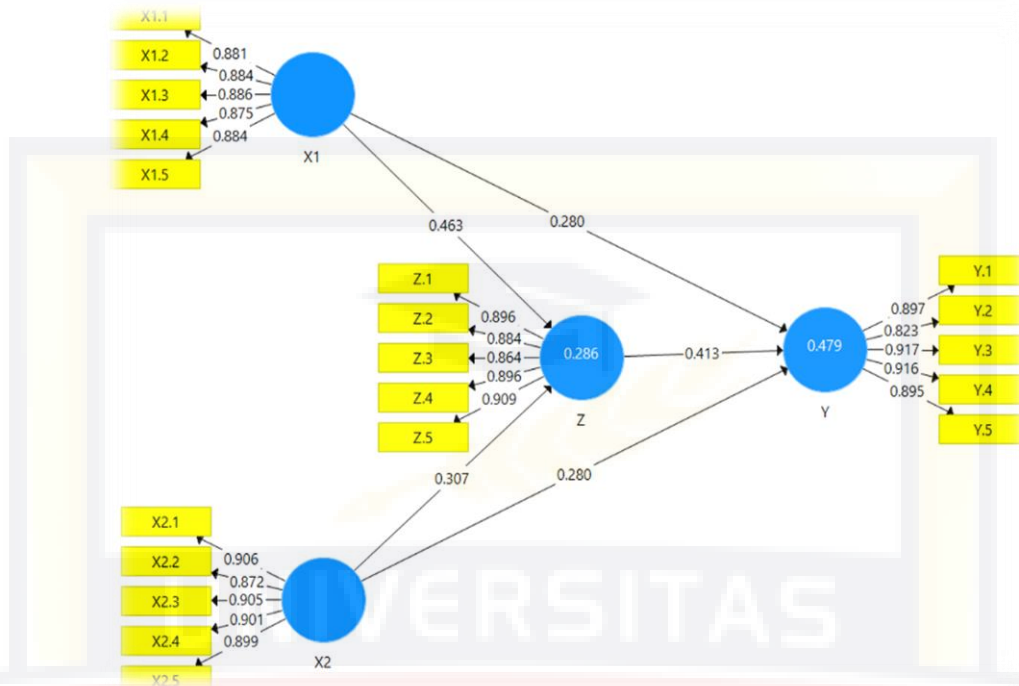 X1.1
0.881
X1.2
0.884
X1.3
0.886
0.875
X1.4
0.884
X1.5
X1
0.463
0.280
Z.1
0.896
Z.2
0.884
Z.3
0.864
0.896
Z.4
0.909
Z.5
0.286
Z
0.413
Y.1
0.897
Y.2
0.823
0.479
0.917
Y.3
0.916
Y.4
0.895
Y.5
Y
0.307
0.280
X2.1
0.906
X2.2
0.872
X2.3
0.905
0.901
X2.4
0.899
X2.5
X2
UNIVERSITAS